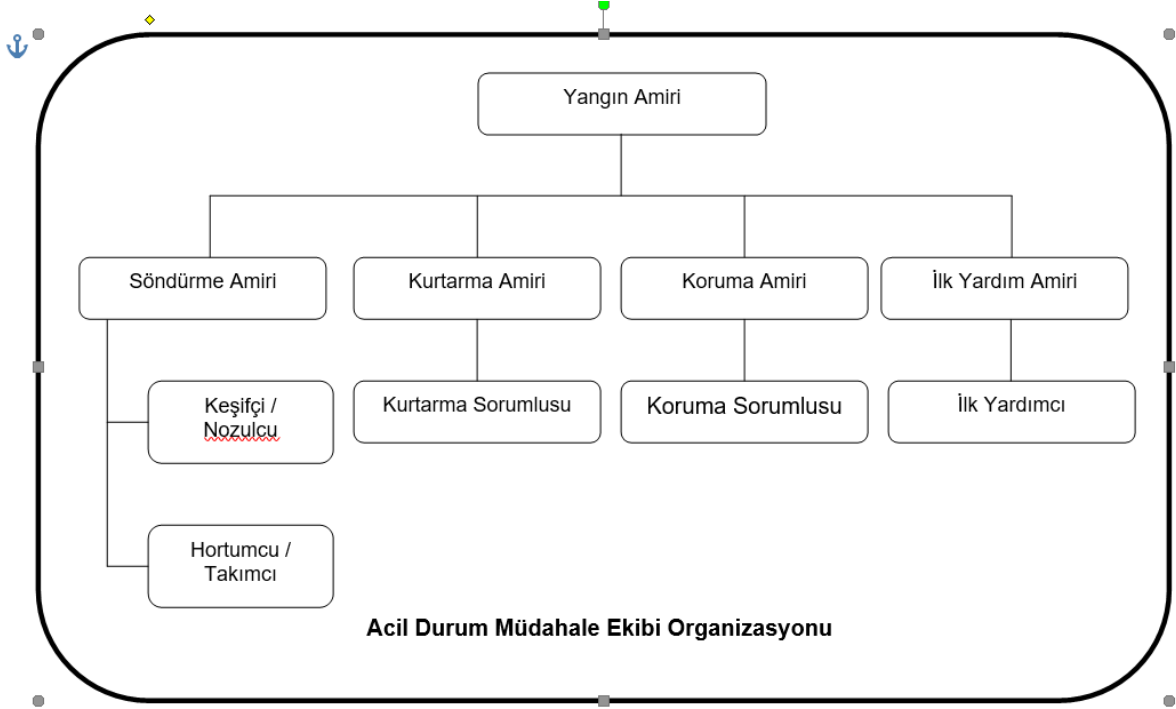 Yangın Amiri
Söndürme Amiri
Kurtarma Amiri
Koruma Amiri
İlk Yardım Amiri
Keşifçi /
Nozulcu
Kurtarma Sorumlusu
Koruma Sorumlusu
İlk Yardımcı
Hortumcu /
Takımcı
Acil Durum Müdahale Ekibi Organizasyonu